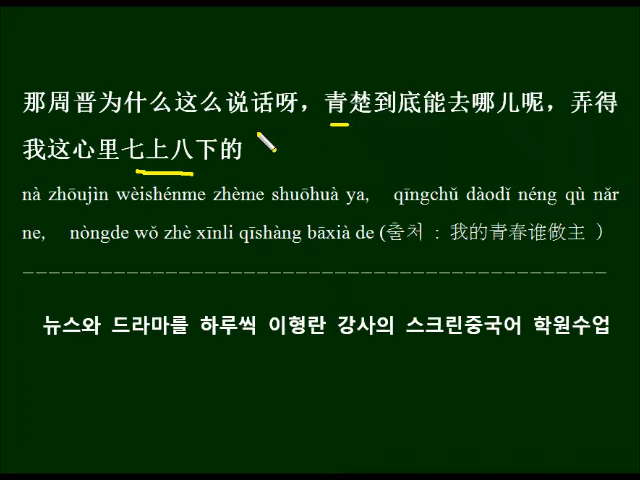 那周晋为什么这么说话呀，青楚到底能去哪儿呢，弄得
我这心里七上八下的
nà zhōujìn wèishénme zhème shuōhuà ya, qīngchǔ dàodǐ néng qù nǎr
ne, nòngde wǒ zhè xīnli qīshàng bāxià de (출처 : 我的青春谁做主 )
뉴스와 드라마를 하루씩 이형란 강사의 스크린중국어 학원수업